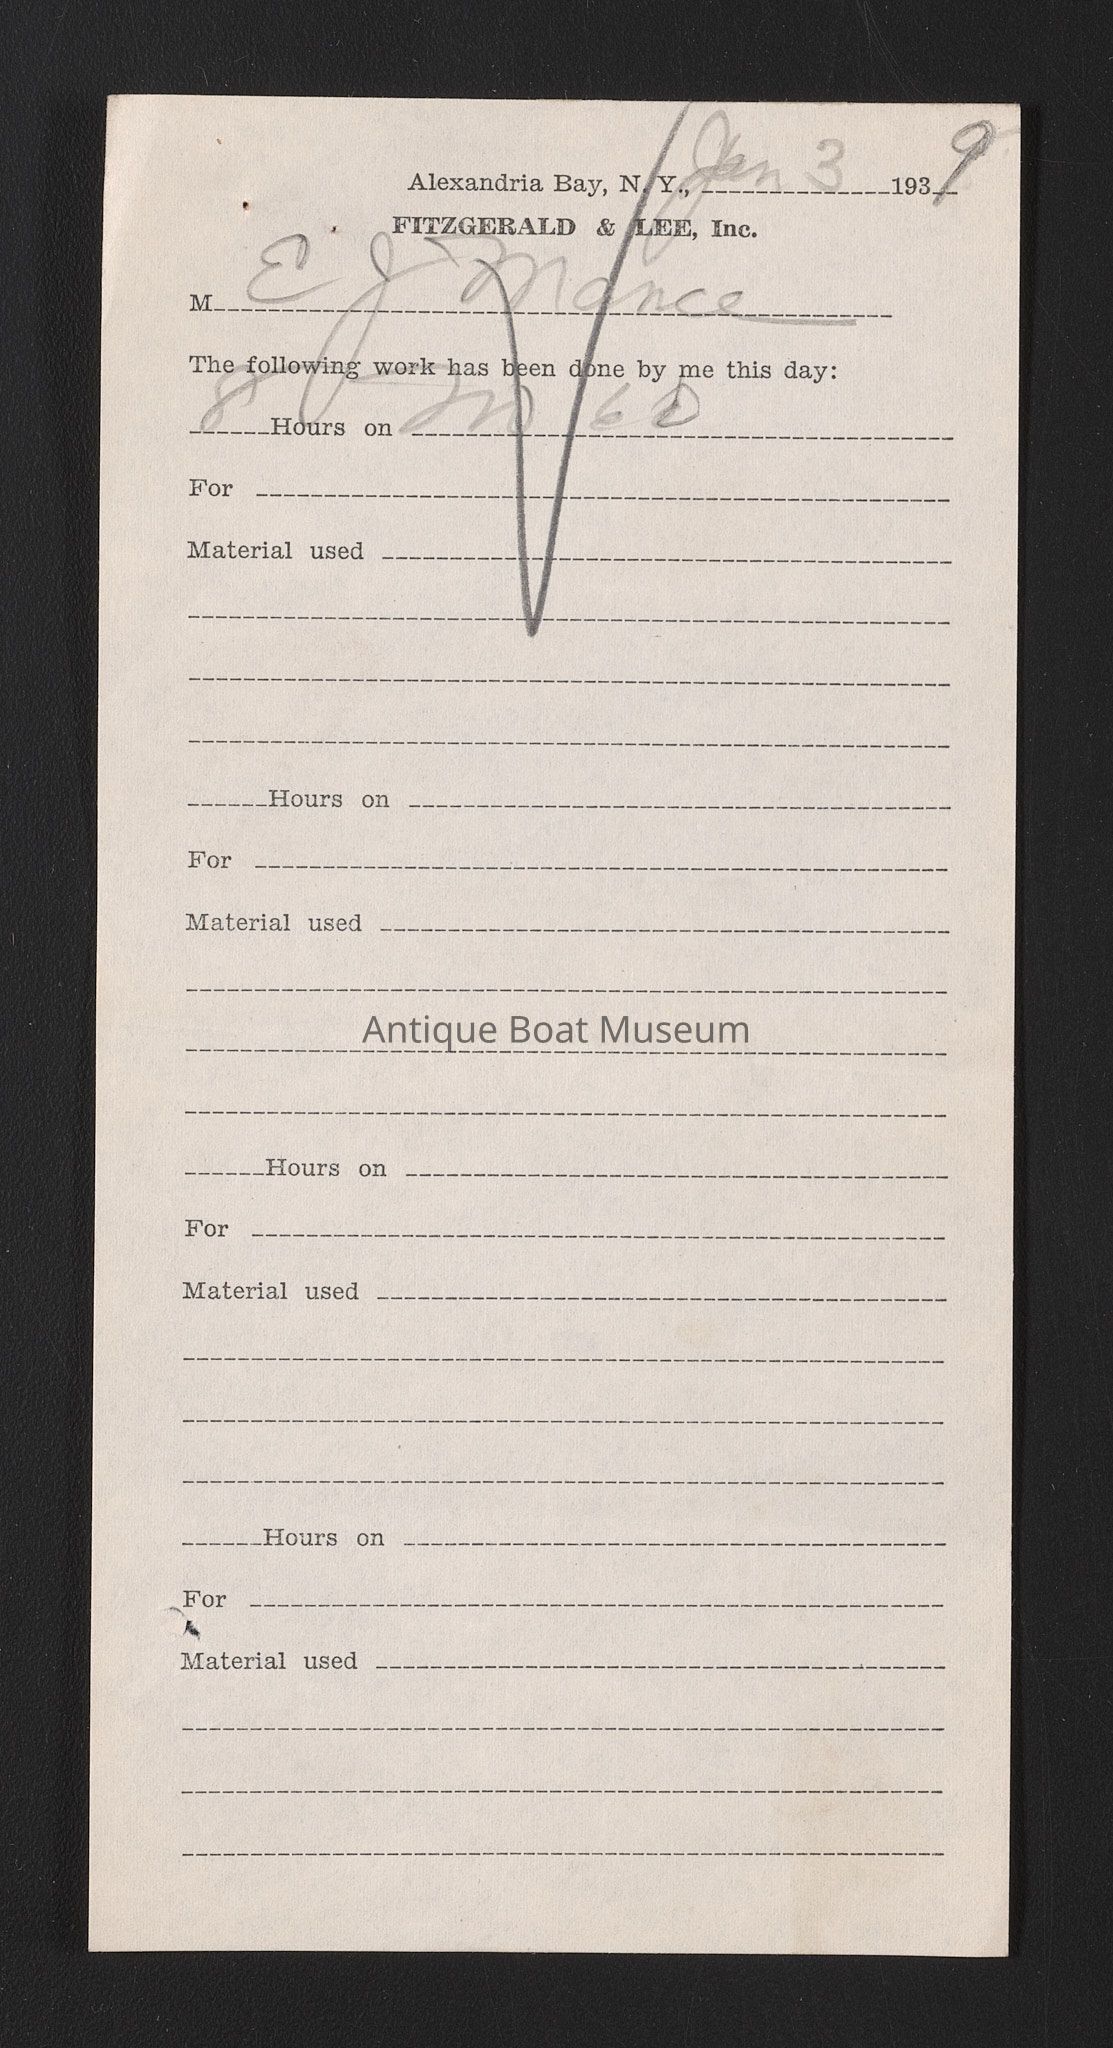 Alexandria Bay, N. Y., Jan 3 1939
FITZGERALD & LEE, Inc.
M E J Mance
The following work has been done by me this day:
8 Hours on M 60
For
Material used
Hours on
For
Material used
Antique Boat Museum
Hours on
For
Material used
Hours on
For
Material used